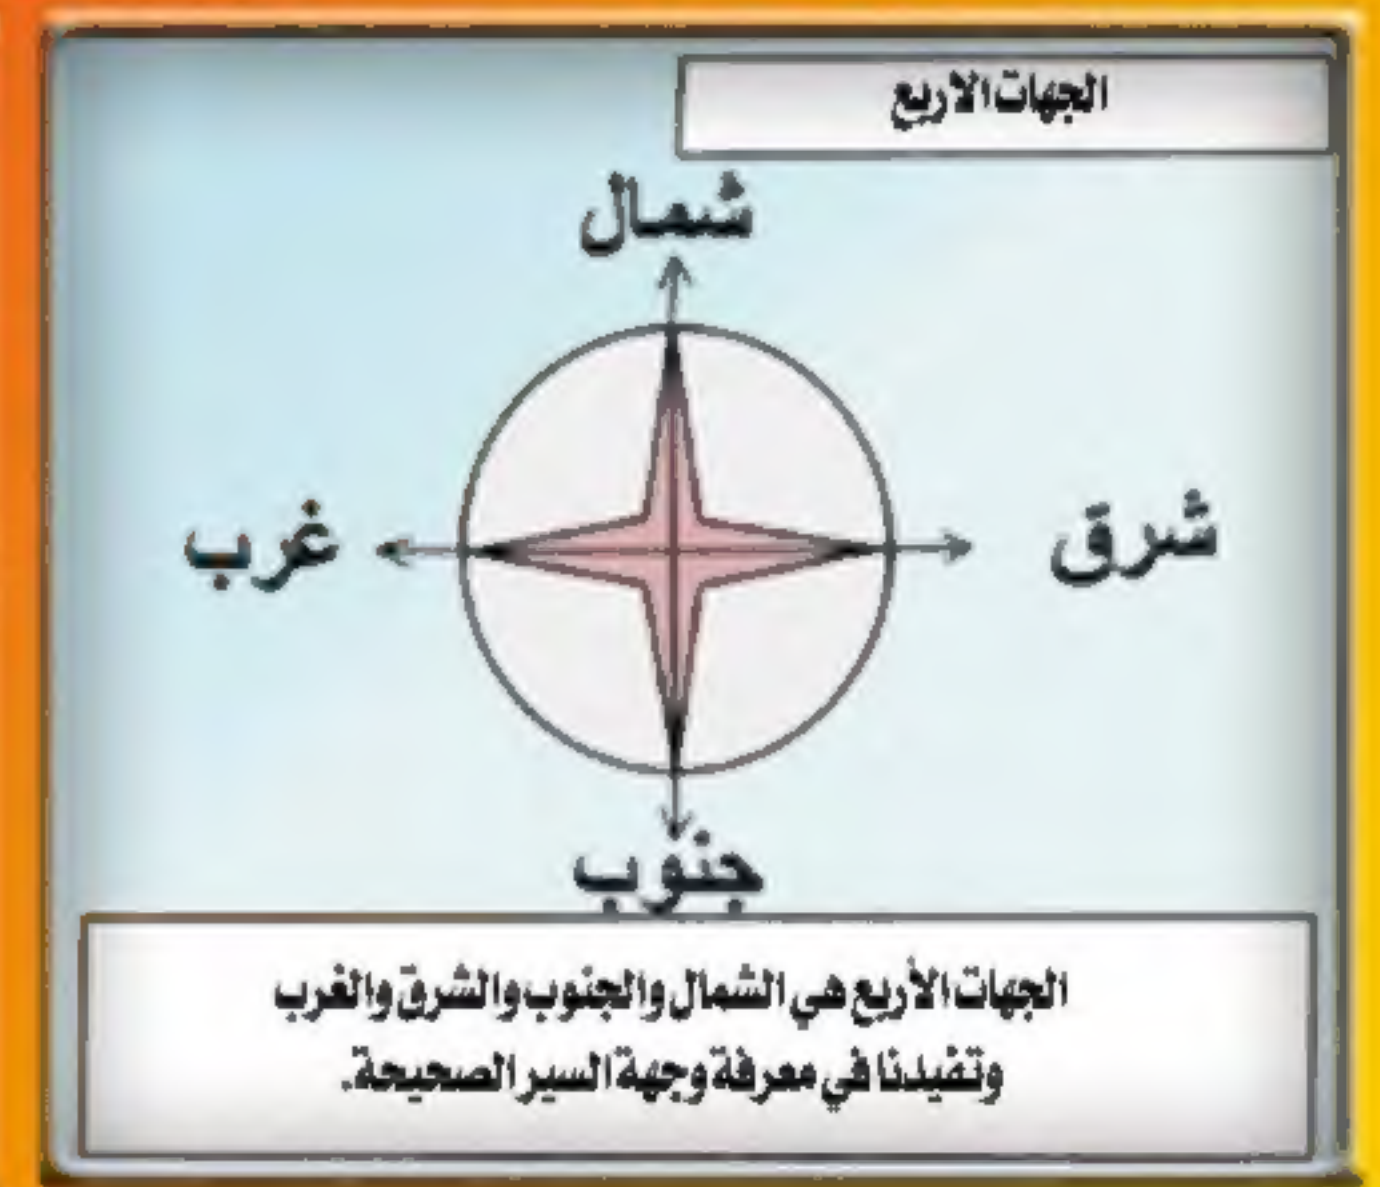 الجهات الاربع
شمال
شرق
غرب
جنوب
الجهات الأربع هي الشمال والجنوب والشرق والغرب
وتفيدنا في معرفة وجهة السير الصحيحة.